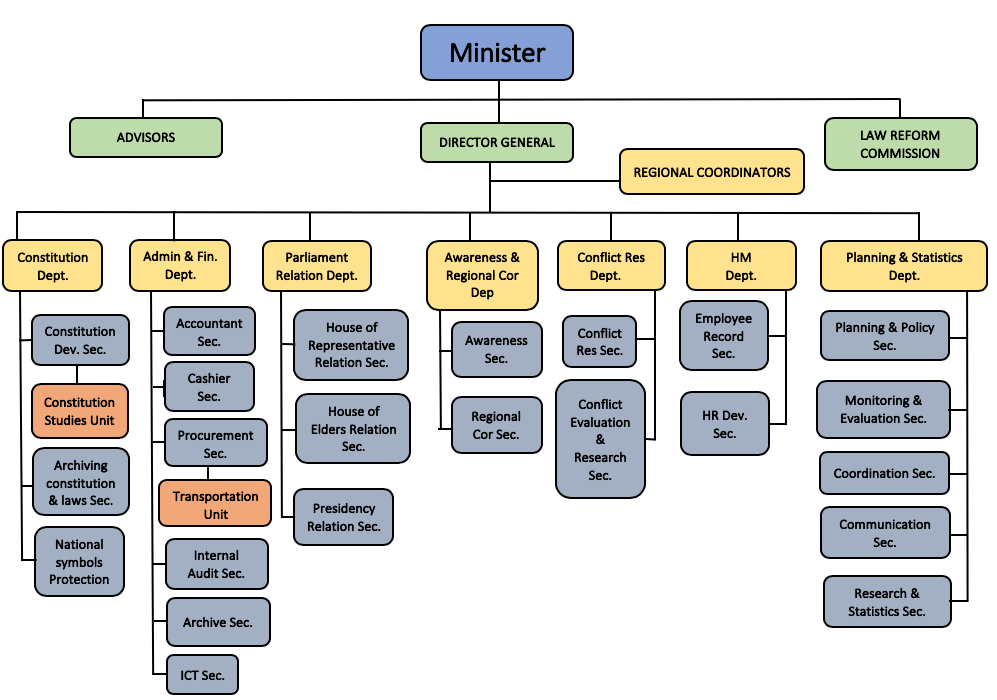 Minister
ADVISORS
DIRECTOR GENERAL
LAW REFORM
COMMISSION
REGIONAL COORDINATORS
Constitution
Dept.
Admin & Fin.
Dept.
Parliament
Relation Dept.
Awareness &
Regional Cor
Dep
Conflict Res
Dept.
HM
Dept.
Planning & Statistics
Dept.
Constitution
Dev. Sec.
Constitution
Studies Unit
Archiving
constitution
& laws Sec.
National
symbols
Protection
Accountant
Sec.
Cashier
Sec.
Procurement
Sec.
Transportation
Unit
Internal
Audit Sec.
Archive Sec.
ICT Sec.
House of
Representative
Relation Sec.
House of
Elders Relation
Sec.
Presidency
Relation Sec.
Awareness
Sec.
Regional
Cor Sec.
Conflict
Res Sec.
Conflict
Evaluation
&
Research
Sec.
Employee
Record
Sec.
HR Dev.
Sec.
Planning & Policy
Sec.
Monitoring &
Evaluation Sec.
Coordination Sec.
Communication
Sec.
Research &
Statistics Sec.